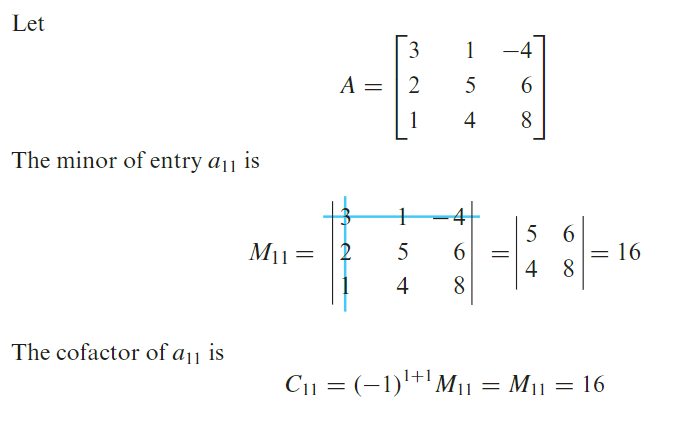 Let
A = [3 1 −4
2 5 6
1 4 8]
The minor of entry a₁₁ is
M₁₁ = |3 1 −4
2 5 6
1 4 8| = |5 6
4 8| = 16
The cofactor of a₁₁ is
C₁₁ = (−1)¹⁺¹M₁₁ = M₁₁ = 16